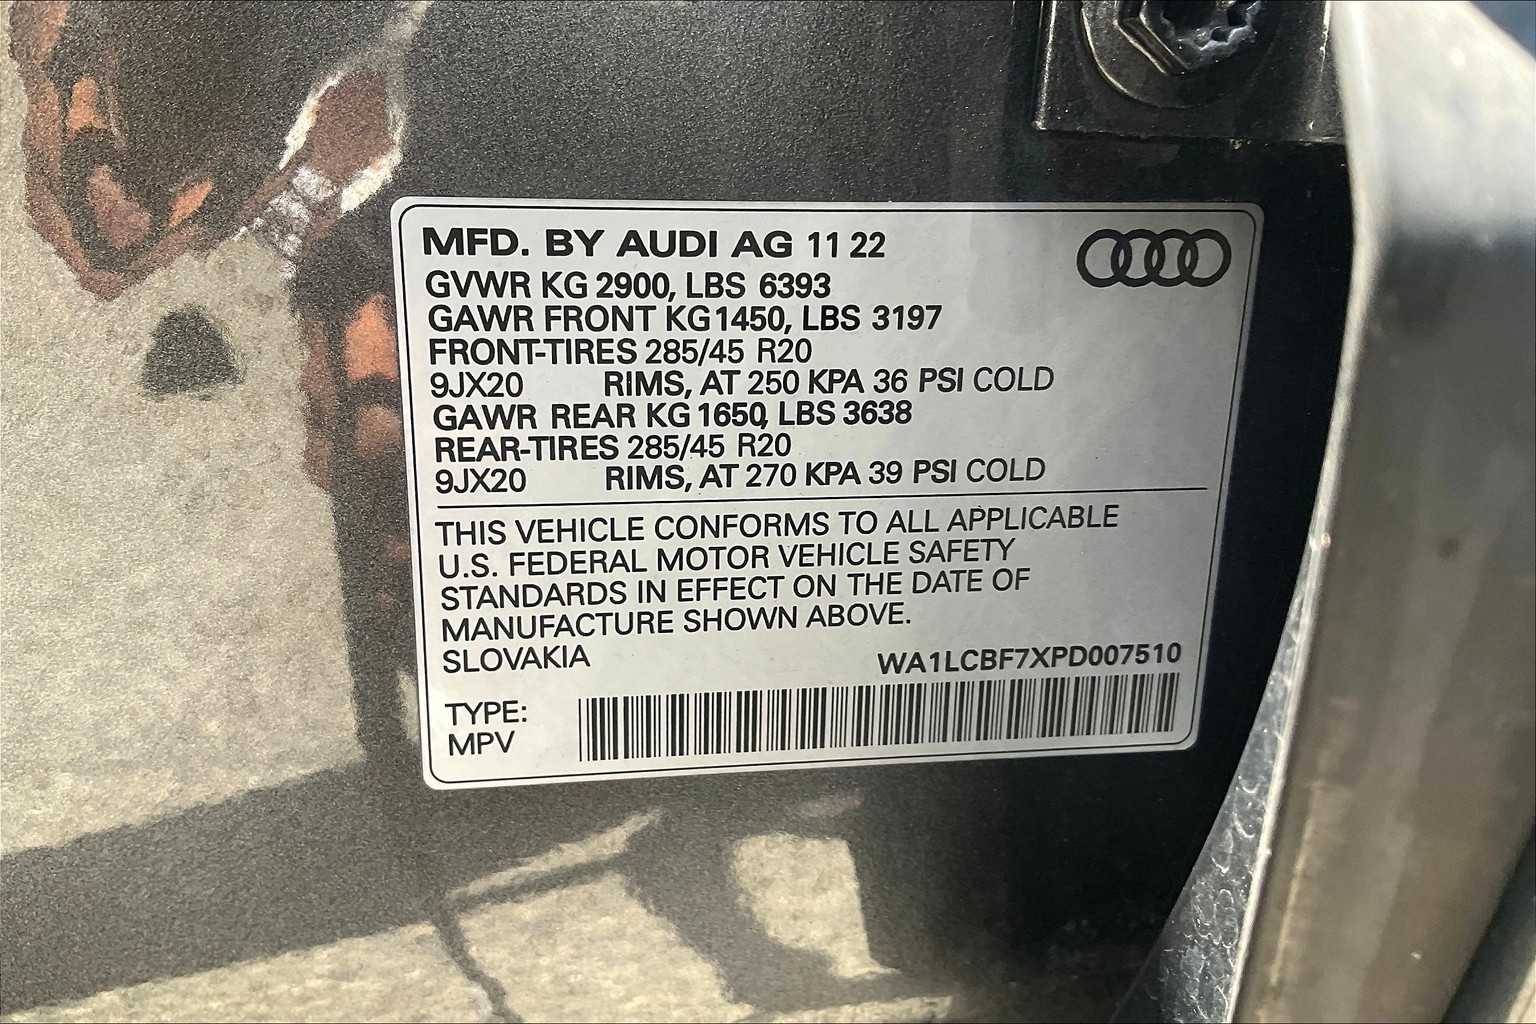 MFD. BY AUDI AG 11 22
GVWR KG 2900, LBS 6393
GAWR FRONT KG 1450, LBS 3197
FRONT-TIRES 285/45 R20
9JX20 RIMS, AT 250 KPA 36 PSI COLD
GAWR REAR KG 1650, LBS 3638
REAR-TIRES 285/45 R20
9JX20 RIMS, AT 270 KPA 39 PSI COLD
THIS VEHICLE CONFORMS TO ALL APPLICABLE
U.S. FEDERAL MOTOR VEHICLE SAFETY
STANDARDS IN EFFECT ON THE DATE OF
MANUFACTURE SHOWN ABOVE.
SLOVAKIA WA1LCBF7XPD007510
TYPE:
MPV